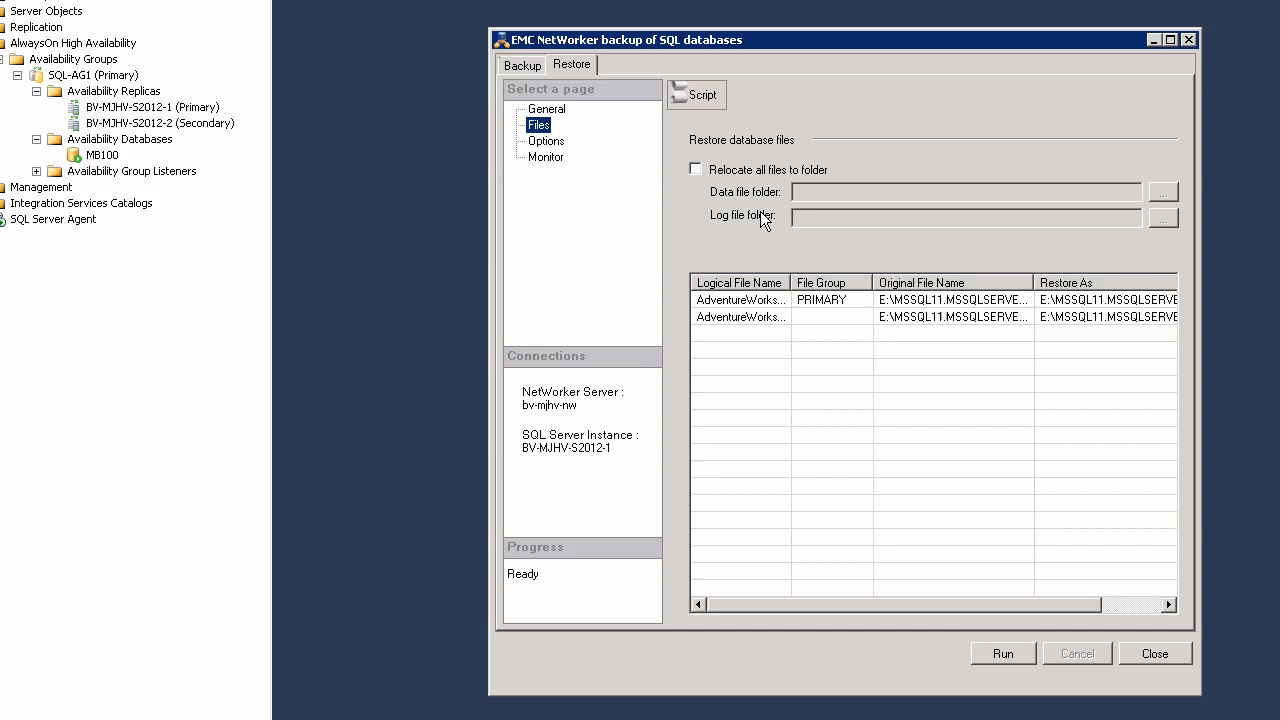 Server Objects
Replication
AlwaysOn High Availability
Availability Groups
SQL-AG1 (Primary)
Availability Replicas
BV-MJHV-S2012-1 (Primary)
BV-MJHV-S2012-2 (Secondary)
Availability Databases
MB100
Availability Group Listeners
Management
Integration Services Catalogs
SQL Server Agent
EMC NetWorker backup of SQL databases
Backup Restore
Select a page
General
Files
Options
Monitor
Connections
NetWorker Server :
bv-mjhv-nw
SQL Server Instance :
BV-MJHV-S2012-1
Progress
Ready
Script
Restore database files
Relocate all files to folder
Data file folder: ...
Log file folder: ...
Logical File Name File Group Original File Name Restore As
AdventureWorks... PRIMARY E:\MSSQL11.MSSQLSERVE... E:\MSSQL11.MSSQLSERVE
AdventureWorks... E:\MSSQL11.MSSQLSERVE... E:\MSSQL11.MSSQLSERVE
Run Cancel Close